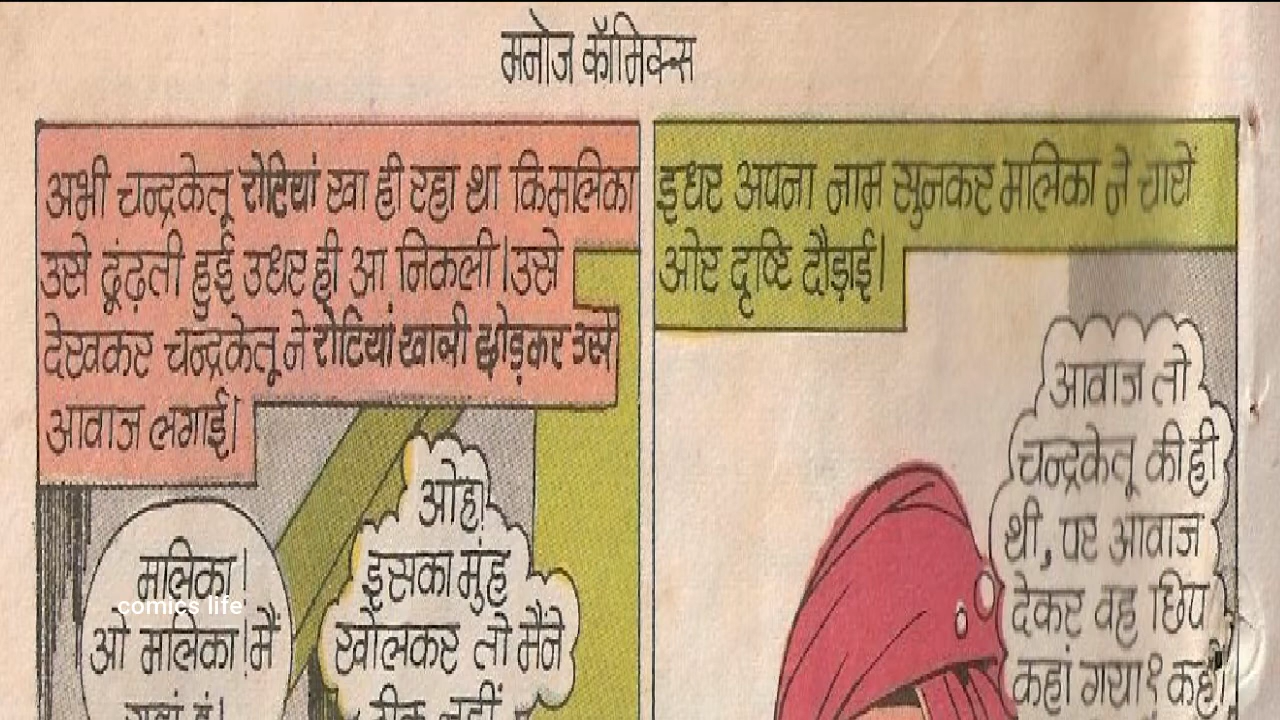 मनोज कॉमिक्स
अभी चन्द्रकेतू रोटियां खा ही रहा था कि मलिका
उसे ढूंढ़ती हुई उधर ही आ निकली। उसे
देखकर चन्द्रकेतू ने रोटियां खानी छोड़कर उसे
आवाज लगाई।
मलिका!
ओ मलिका! मैं
यहां हूं!
comics life
ओह!
इसका मुंह
खोलकर तो मैंने
ठीक नहीं
इधर अपना नाम सुनकर मलिका ने चारों
ओर दृष्टि दौड़ाई।
आवाज तो
चन्द्रकेतू की ही
थी, पर आवाज
देकर वह छिप
कहां गया? कहीं